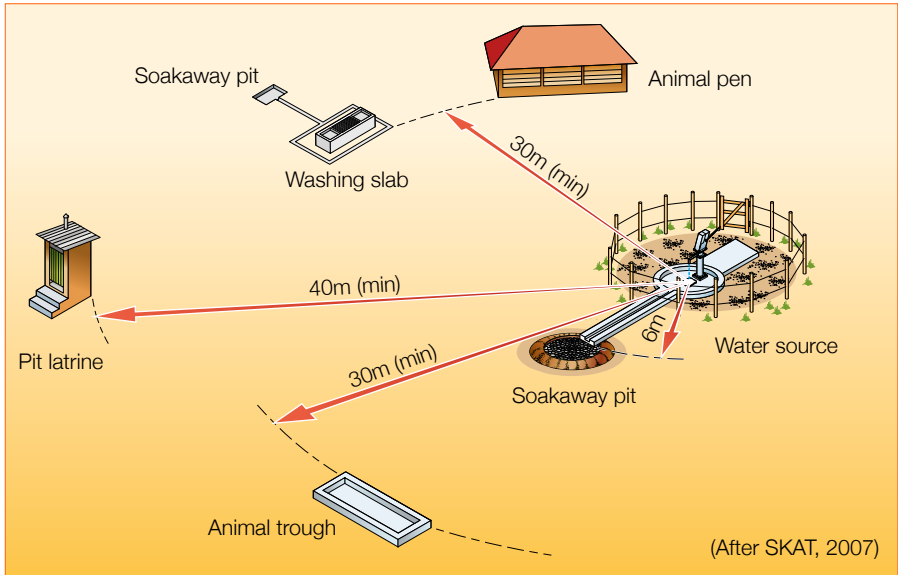 Soakaway pit
Animal pen
Washing slab
30m (min)
40m (min)
Pit latrine
6m
Water source
30m (min)
Soakaway pit
Animal trough
(After SKAT, 2007)